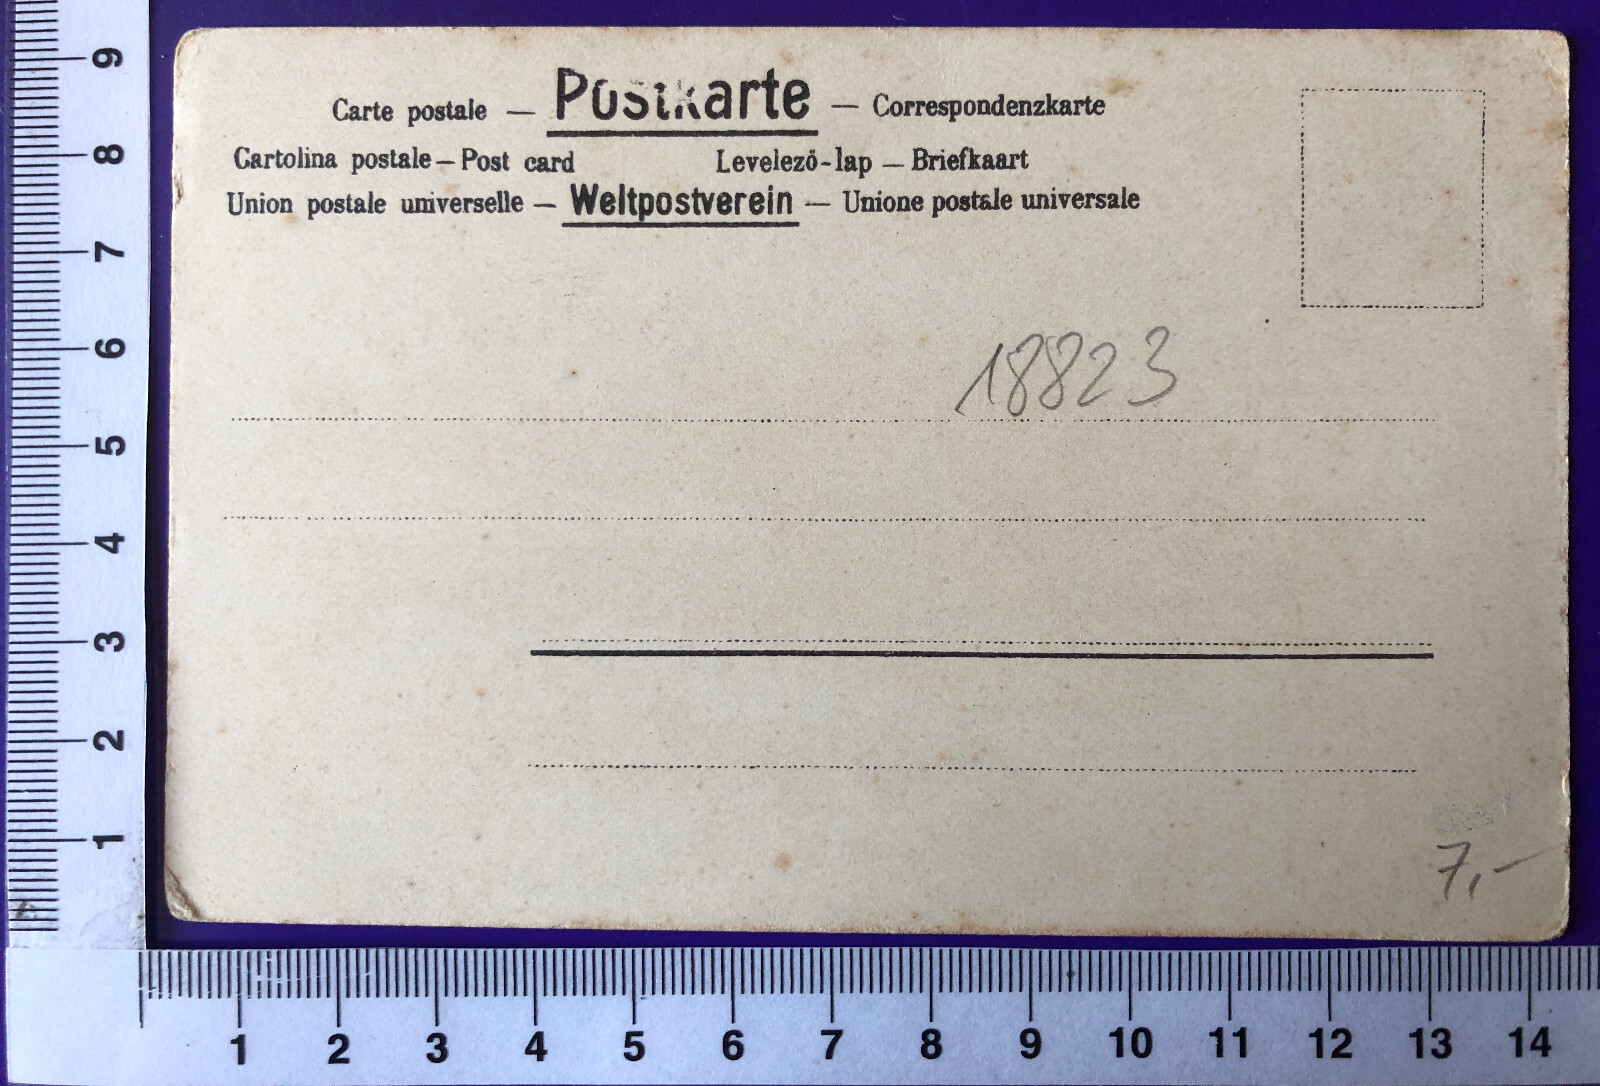 Carte postale — Postkarte — Correspondenzkarte
Cartolina postale – Post card Levelező-lap — Briefkaart
Union postale universelle — Weltpostverein — Unione postale universale
18823
7,-
9
8
7
6
5
4
3
2
1
1 2 3 4 5 6 7 8 9 10 11 12 13 14